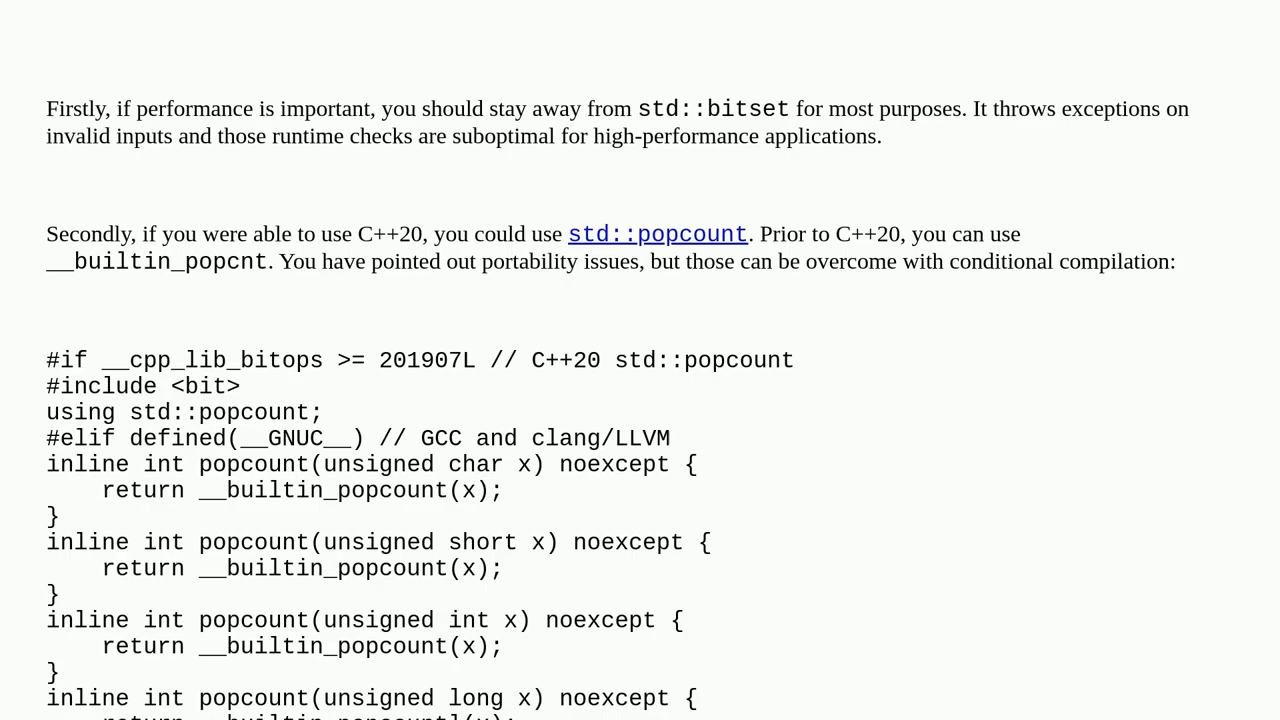 Firstly, if performance is important, you should stay away from std::bitset for most purposes. It throws exceptions on
invalid inputs and those runtime checks are suboptimal for high-performance applications.
Secondly, if you were able to use C++20, you could use std::popcount. Prior to C++20, you can use
__builtin_popcnt. You have pointed out portability issues, but those can be overcome with conditional compilation:
#if __cpp_lib_bitops >= 201907L // C++20 std::popcount
#include <bit>
using std::popcount;
#elif defined(__GNUC__) // GCC and clang/LLVM
inline int popcount(unsigned char x) noexcept {
    return __builtin_popcount(x);
}
inline int popcount(unsigned short x) noexcept {
    return __builtin_popcount(x);
}
inline int popcount(unsigned int x) noexcept {
    return __builtin_popcount(x);
}
inline int popcount(unsigned long x) noexcept {
    return __builtin_popcountl(x);